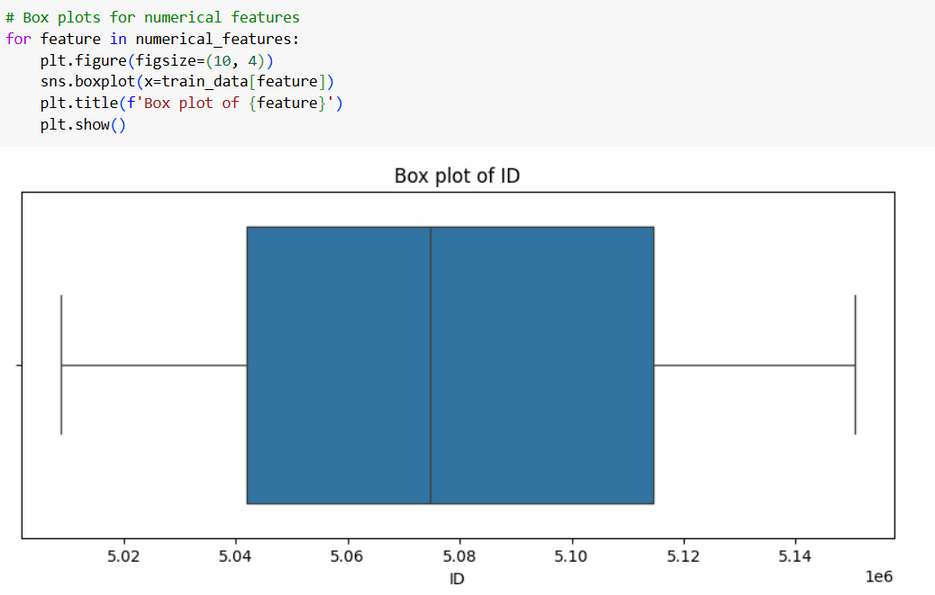 # Box plots for numerical features
for feature in numerical_features:
    plt.figure(figsize=(10, 4))
    sns.boxplot(x=train_data[feature])
    plt.title(f'Box plot of {feature}')
    plt.show()
Box plot of ID
5.02 5.04 5.06 5.08 5.10 5.12 5.14
ID
1e6